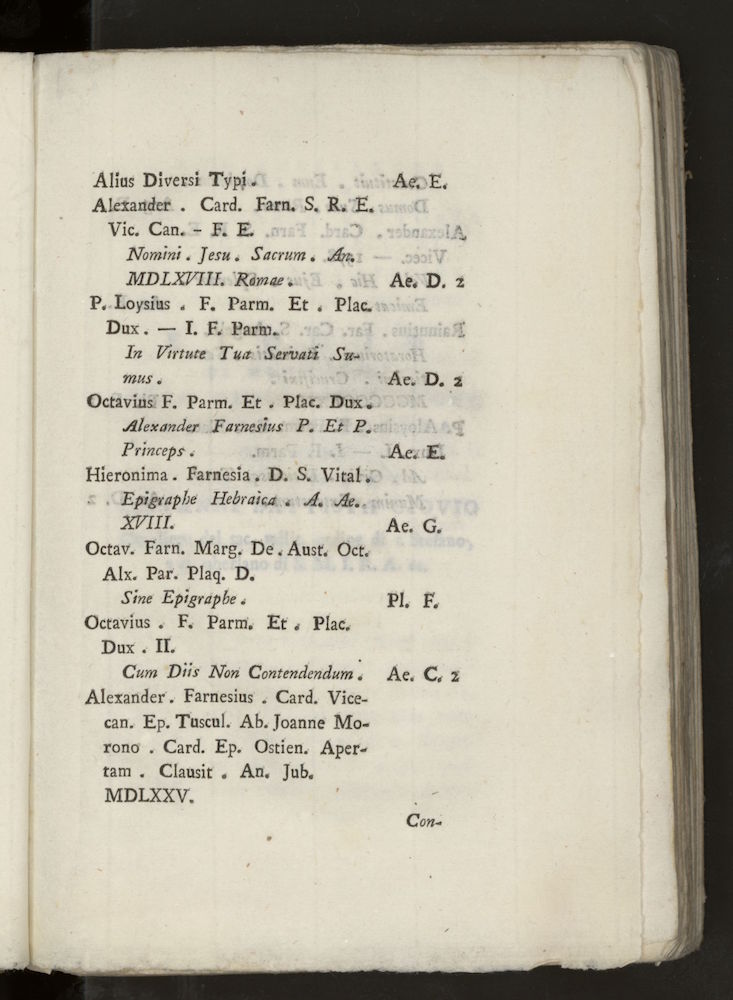 Alius Diversi Typi . Ae. E.
Alexander . Card. Farn. S. R. E.
Vic. Can. – F. E.
Nomini . Jesu . Sacrum . An.
MDLXVIII. Romae . Ae. D. 2
P. Loysius . F. Parm. Et . Plac.
Dux . — I. F. Parm.
In Virtute Tua Servati Su-
mus . Ae. D. 2
Octavius F. Parm. Et . Plac. Dux .
Alexander Farnesius P. Et P.
Princeps . Ae. E.
Hieronima . Farnesia . D. S. Vital .
Epigraphe Hebraica . A. Ae.
XVIII. Ae. G.
Octav. Farn. Marg. De . Aust. Oct.
Alx. Par. Plaq. D.
Sine Epigraphe . Pl. F.
Octavius . F. Parm. Et . Plac.
Dux . II.
Cum Diis Non Contendendum . Ae. C. 2
Alexander . Farnesius . Card. Vice-
can. Ep. Tuscul. Ab. Joanne Mo-
rono . Card. Ep. Ostien. Aper-
tam . Clausit . An. Jub.
MDLXXV.
Con-